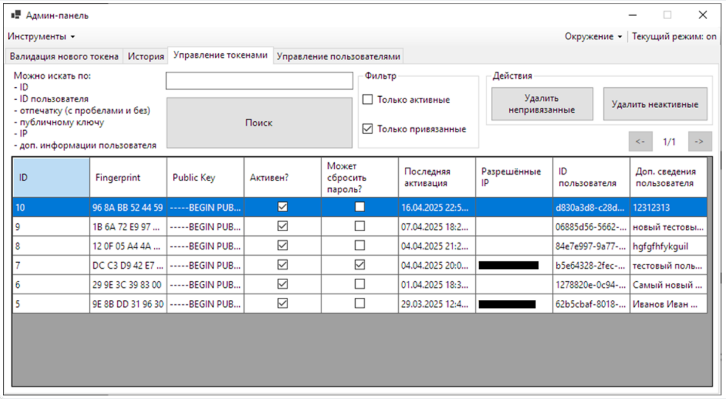 Админ-панель
Инструменты
Окружение
Текущий режим: on
Валидация нового токена
История
Управление токенами
Управление пользователями
Можно искать по:
- ID
- ID пользователя
- отпечатку (с пробелами и без)
- публичному ключу
- IP
- доп. информации пользователя
Поиск
Фильтр
Только активные
Только привязанные
Действия
Удалить
непривязанные
Удалить неактивные
<- 1/1 ->
ID Fingerprint Public Key Активен? Может сбросить пароль? Последняя активация Разрешённые IP ID пользователя Доп. сведения пользователя
10 96 8A BB 52 44 59 -----BEGIN PUB... 16.04.2025 22:5... d830a3d8-c28d... 12312313
9 1B 6A 72 E9 97 ... -----BEGIN PUB... 07.04.2025 18:2... 06885d56-5662-... новый тестовы...
8 12 0F 05 A4 4A ... -----BEGIN PUB... 04.04.2025 21:2... 84e7e997-9a77-... hgfgfhfykguil
7 DC C3 D9 42 E7 ... -----BEGIN PUB... 04.04.2025 20:0... b5e64328-2fec-... тестовый поль...
6 29 9E 3C 39 83 00 -----BEGIN PUB... 01.04.2025 18:3... 1278820e-0c94-... Самый новый ...
5 9E 8B DD 31 96 30 -----BEGIN PUB... 29.03.2025 12:4... 62b5cbaf-8018-... Иванов Иван ...